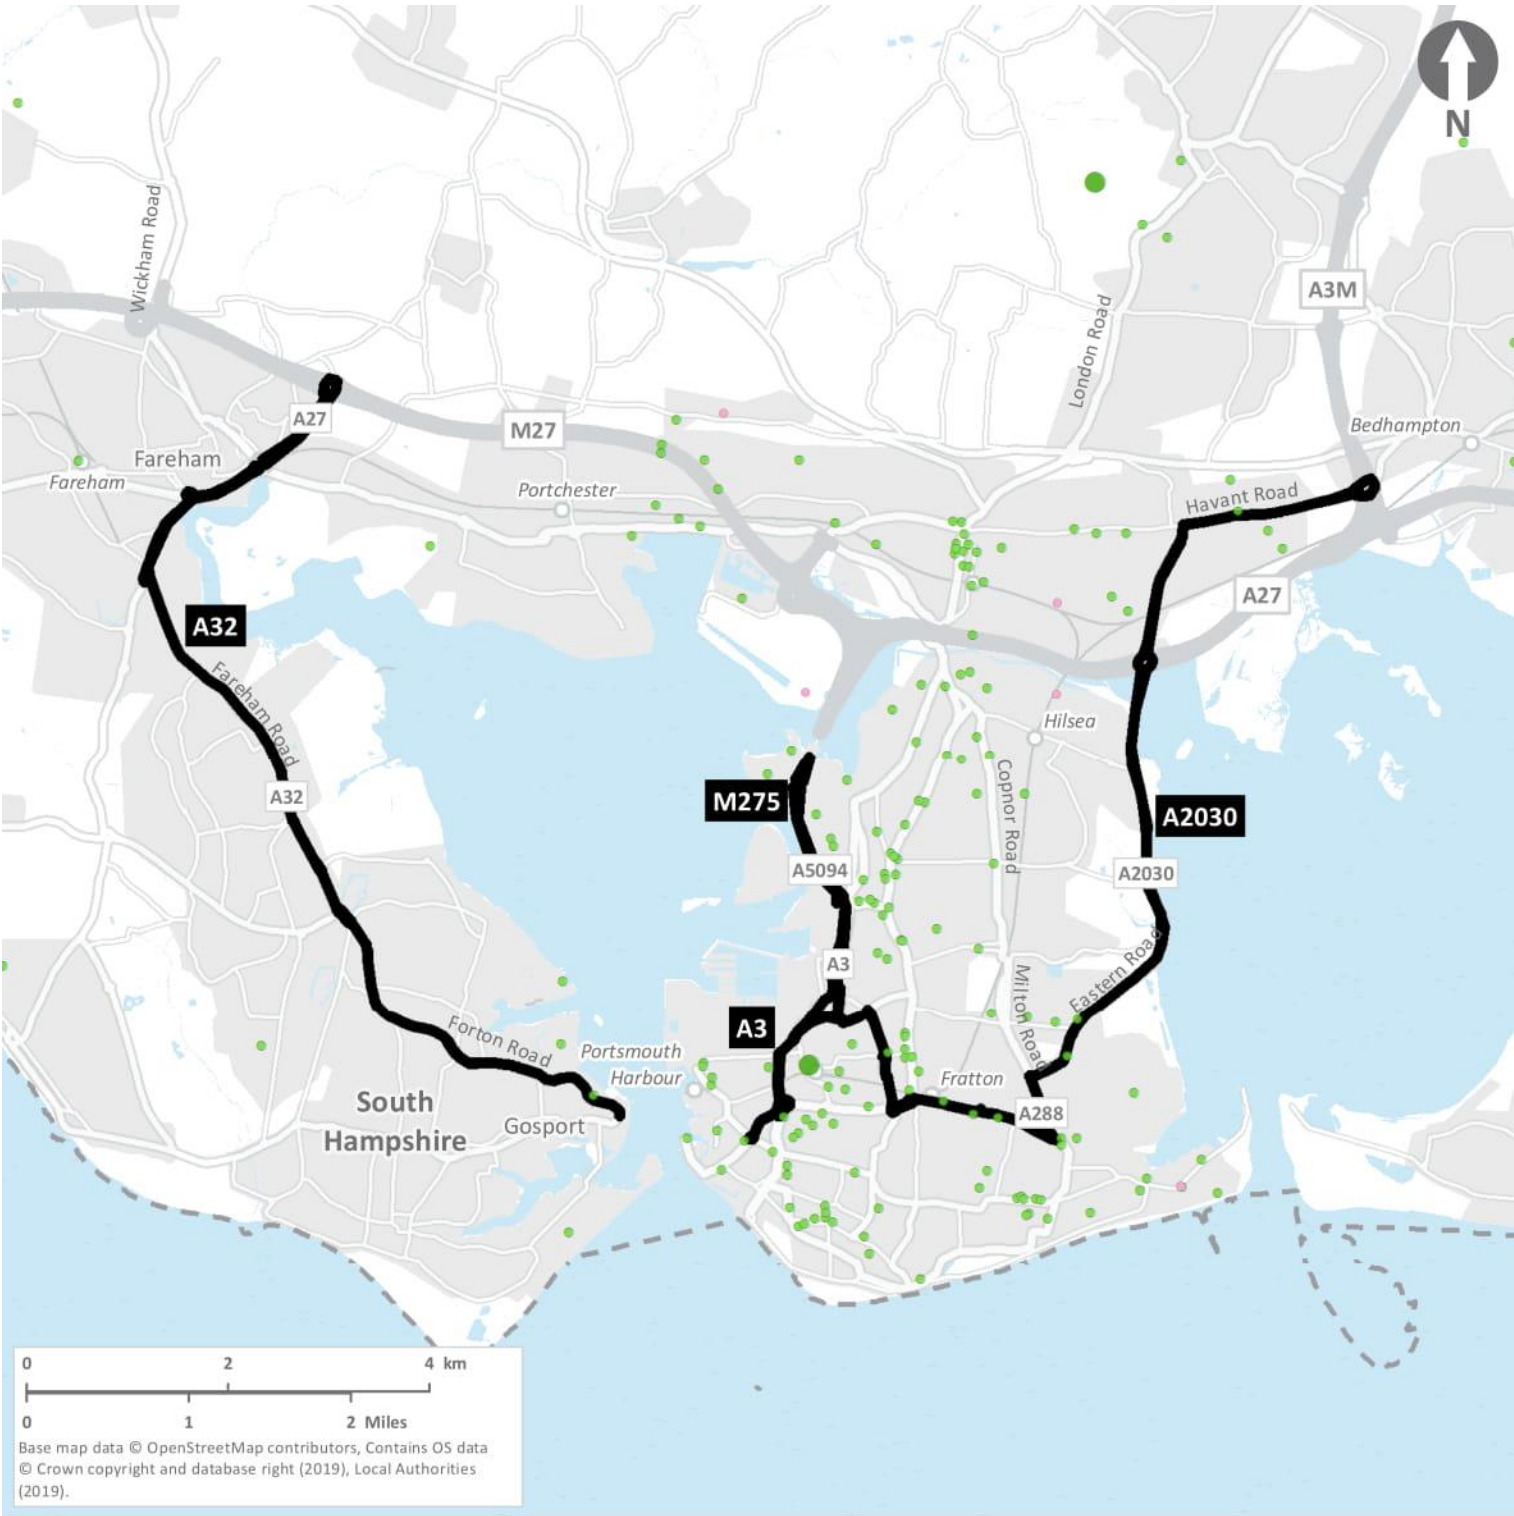 N
Wickham Road
A3M
London Road
A27
M27
Bedhampton
Fareham
Fareham
Portchester
Havant Road
A27
A32
Fareham Road
Hilsea
A32
M275
Copnor Road
A2030
A5094
A2030
A3
Milton Road
Eastern Road
A3
Forton Road
Portsmouth
Harbour
Fratton
South
Hampshire
Gosport
A288
0 2 4 km
0 1 2 Miles
Base map data © OpenStreetMap contributors, Contains OS data
© Crown copyright and database right (2019), Local Authorities
(2019).